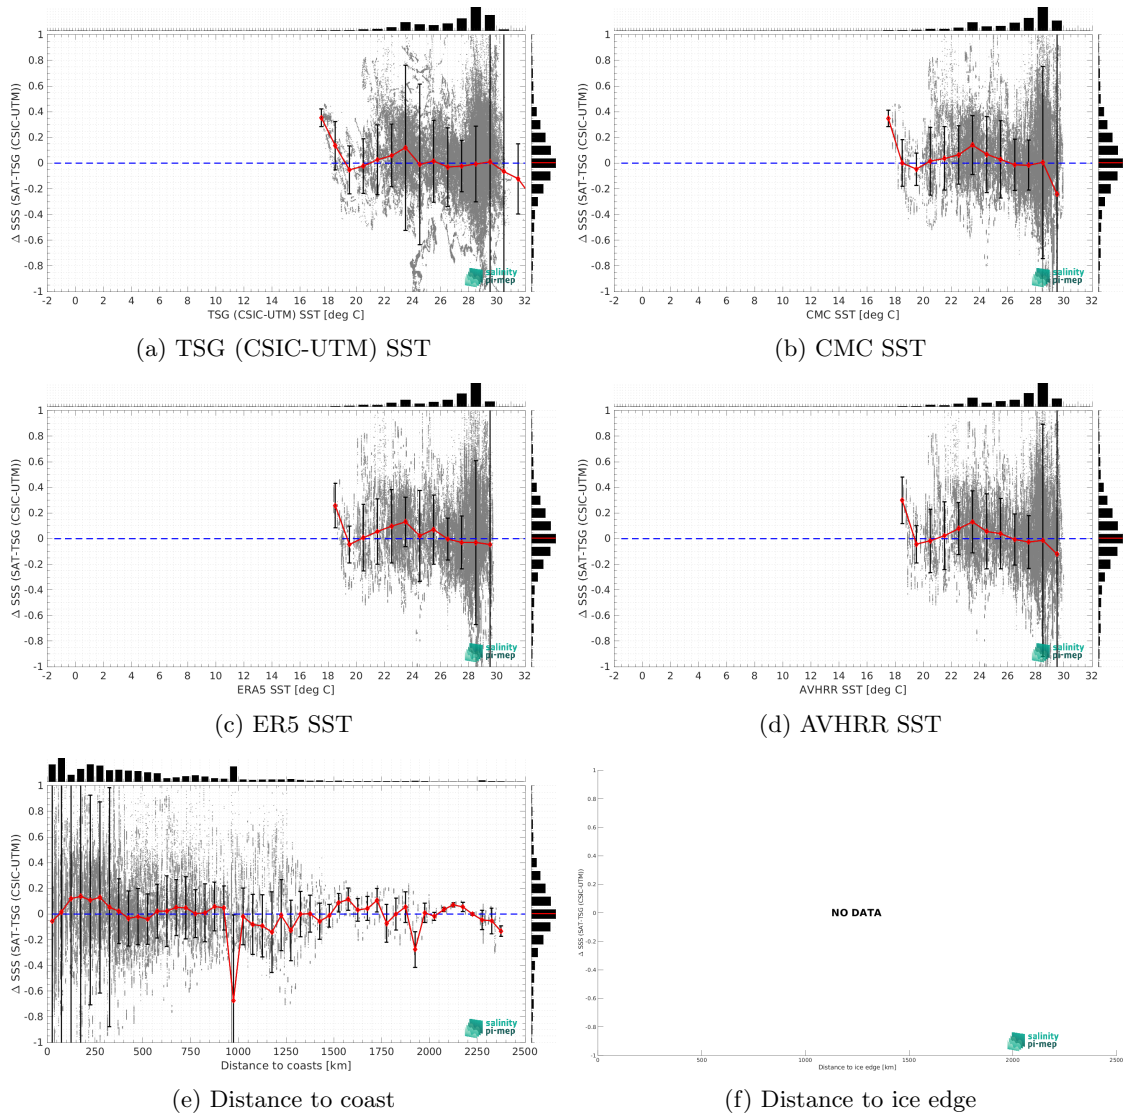 1
0.8
0.6
0.4
0.2
0
-0.2
-0.4
-0.6
-0.8
-1
Δ SSS (SAT-TSG (CSIC-UTM))
salinity
pi-mep
-2 0 2 4 6 8 10 12 14 16 18 20 22 24 26 28 30 32
TSG (CSIC-UTM) SST [deg C]
(a) TSG (CSIC-UTM) SST
1
0.8
0.6
0.4
0.2
0
-0.2
-0.4
-0.6
-0.8
-1
Δ SSS (SAT-TSG (CSIC-UTM))
salinity
pi-mep
-2 0 2 4 6 8 10 12 14 16 18 20 22 24 26 28 30 32
CMC SST [deg C]
(b) CMC SST
1
0.8
0.6
0.4
0.2
0
-0.2
-0.4
-0.6
-0.8
-1
Δ SSS (SAT-TSG (CSIC-UTM))
salinity
pi-mep
-2 0 2 4 6 8 10 12 14 16 18 20 22 24 26 28 30 32
ERA5 SST [deg C]
(c) ER5 SST
1
0.8
0.6
0.4
0.2
0
-0.2
-0.4
-0.6
-0.8
-1
Δ SSS (SAT-TSG (CSIC-UTM))
salinity
pi-mep
-2 0 2 4 6 8 10 12 14 16 18 20 22 24 26 28 30 32
AVHRR SST [deg C]
(d) AVHRR SST
1
0.8
0.6
0.4
0.2
0
-0.2
-0.4
-0.6
-0.8
-1
Δ SSS (SAT-TSG (CSIC-UTM))
salinity
pi-mep
0 250 500 750 1000 1250 1500 1750 2000 2250 2500
Distance to coasts [km]
(e) Distance to coast
1
0.8
0.6
0.4
0.2
0
-0.2
-0.4
-0.6
-0.8
-1
Δ SSS (SAT-TSG (CSIC-UTM))
NO DATA
salinity
pi-mep
0 500 1000 1500 2000 2500
Distance to ice edge [km]
(f) Distance to ice edge